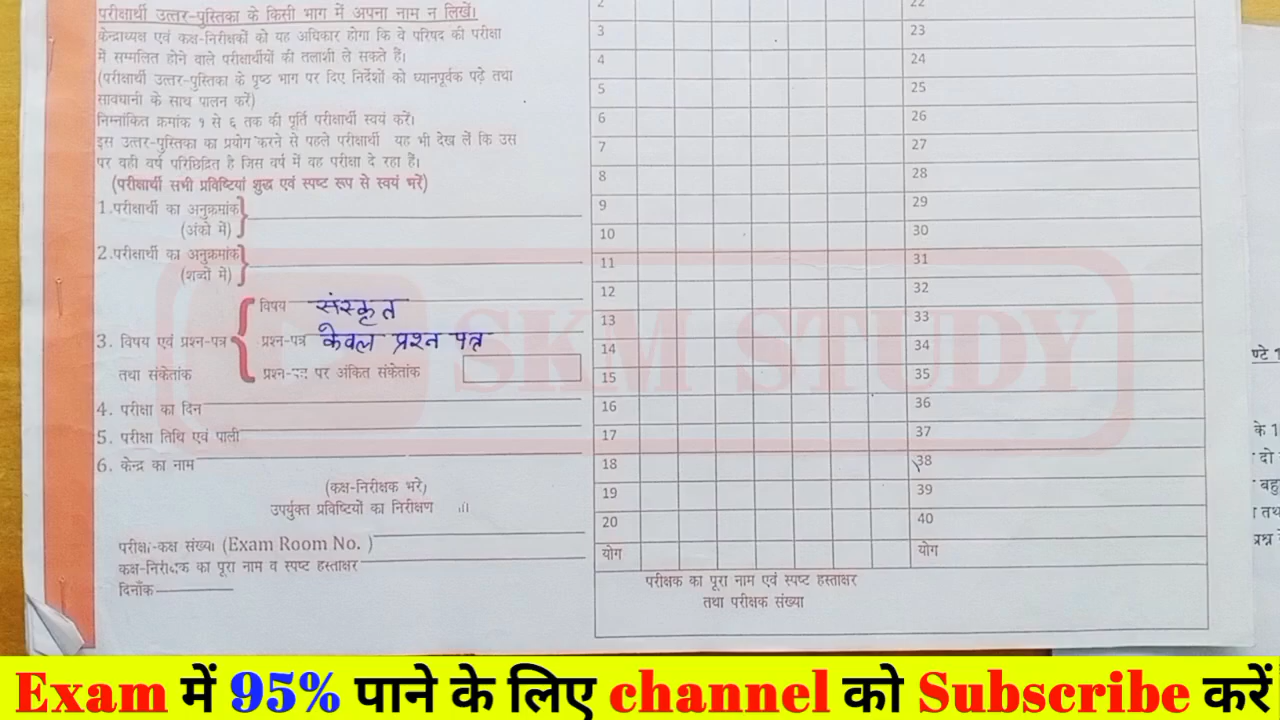 परीक्षार्थी उत्तर-पुस्तिका के किसी भाग में अपना नाम न लिखें।
केन्द्राध्यक्ष एवं कक्ष-निरीक्षकों को यह अधिकार होगा कि वे परिषद की परीक्षा
में सम्मलित होने वाले परीक्षार्थीयों की तलाशी ले सकते हैं।
(परीक्षार्थी उत्तर-पुस्तिका के पृष्ठ भाग पर दिए निर्देशों को ध्यानपूर्वक पढ़े तथा
सावधानी के साथ पालन करें)
निम्नांकित क्रमांक १ से ६ तक की पूर्ति परीक्षार्थी स्वयं करें।
इस उत्तर-पुस्तिका का प्रयोग करने से पहले परीक्षार्थी यह भी देख लें कि उस
पर वही वर्ष परिछिद्रित है जिस वर्ष में वह परीक्षा दे रहा हैं।
(परीक्षार्थी सभी प्रविष्टियां शुद्ध एवं स्पष्ट रूप से स्वयं भरें)
1.परीक्षार्थी का अनुक्रमांक
(अंको में)
2.परीक्षार्थी का अनुक्रमांक
(शब्दों में)
विषय संस्कृत
3. विषय एवं प्रश्न-पत्र प्रश्न-पत्र केवल प्रश्न पत्र
तथा संकेतांक प्रश्न-पत्र पर अंकित संकेतांक
4. परीक्षा का दिन
5. परीक्षा तिथि एवं पाली
6. केन्द्र का नाम
(कक्ष-निरीक्षक भरें)
उपर्युक्त प्रविष्टियों का निरीक्षण
परीक्षा-कक्ष संख्या (Exam Room No. )
कक्ष-निरीक्षक का पूरा नाम व स्पष्ट हस्ताक्षर
दिनाँक
2 22
3 23
4 24
5 25
6 26
7 27
8 28
9 29
10 30
11 31
12 32
13 33
14 34
15 35
16 36
17 37
18 38
19 39
20 40
योग योग
परीक्षक का पूरा नाम एवं स्पष्ट हस्ताक्षर
तथा परीक्षक संख्या
SKM STUDY
ण्टे 1
के 1
दो
बहु
तथ
Exam में 95% पाने के लिए channel को Subscribe करें